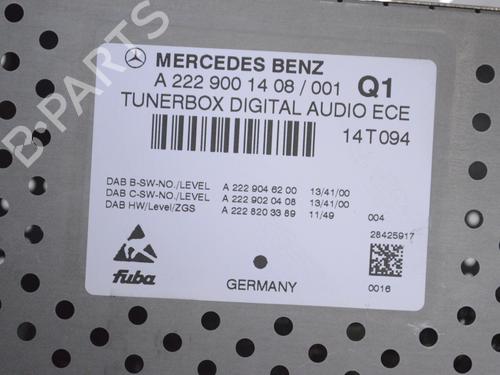 B-PARTS
MERCEDES BENZ
A 222 900 14 08 / 001 Q1
TUNERBOX DIGITAL AUDIO ECE
14T094
DAB B-SW-NO./LEVEL A 222 904 62 00 13/41/00
DAB C-SW-NO./LEVEL A 222 902 04 08 13/41/00
DAB HW/Level/ZGS A 222 820 33 89 11/49 004
28425917
fuba
GERMANY
0016